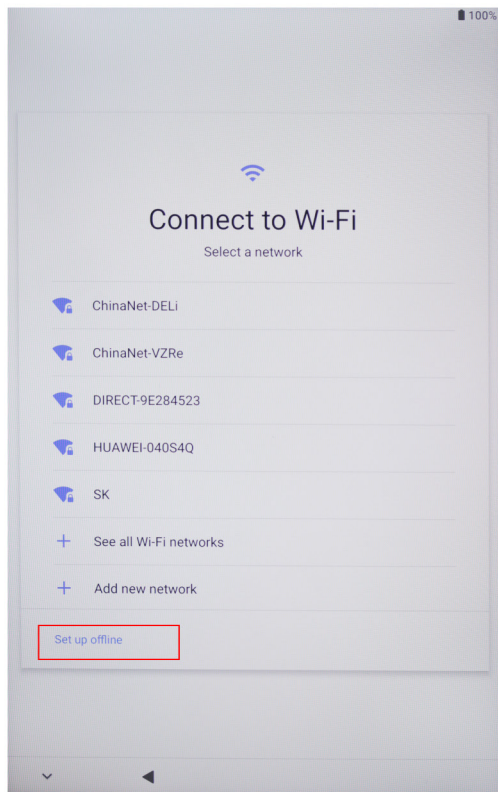 100%
Connect to Wi-Fi
Select a network
ChinaNet-DELi
ChinaNet-VZRe
DIRECT-9E284523
HUAWEI-040S4Q
SK
See all Wi-Fi networks
Add new network
Set up offline